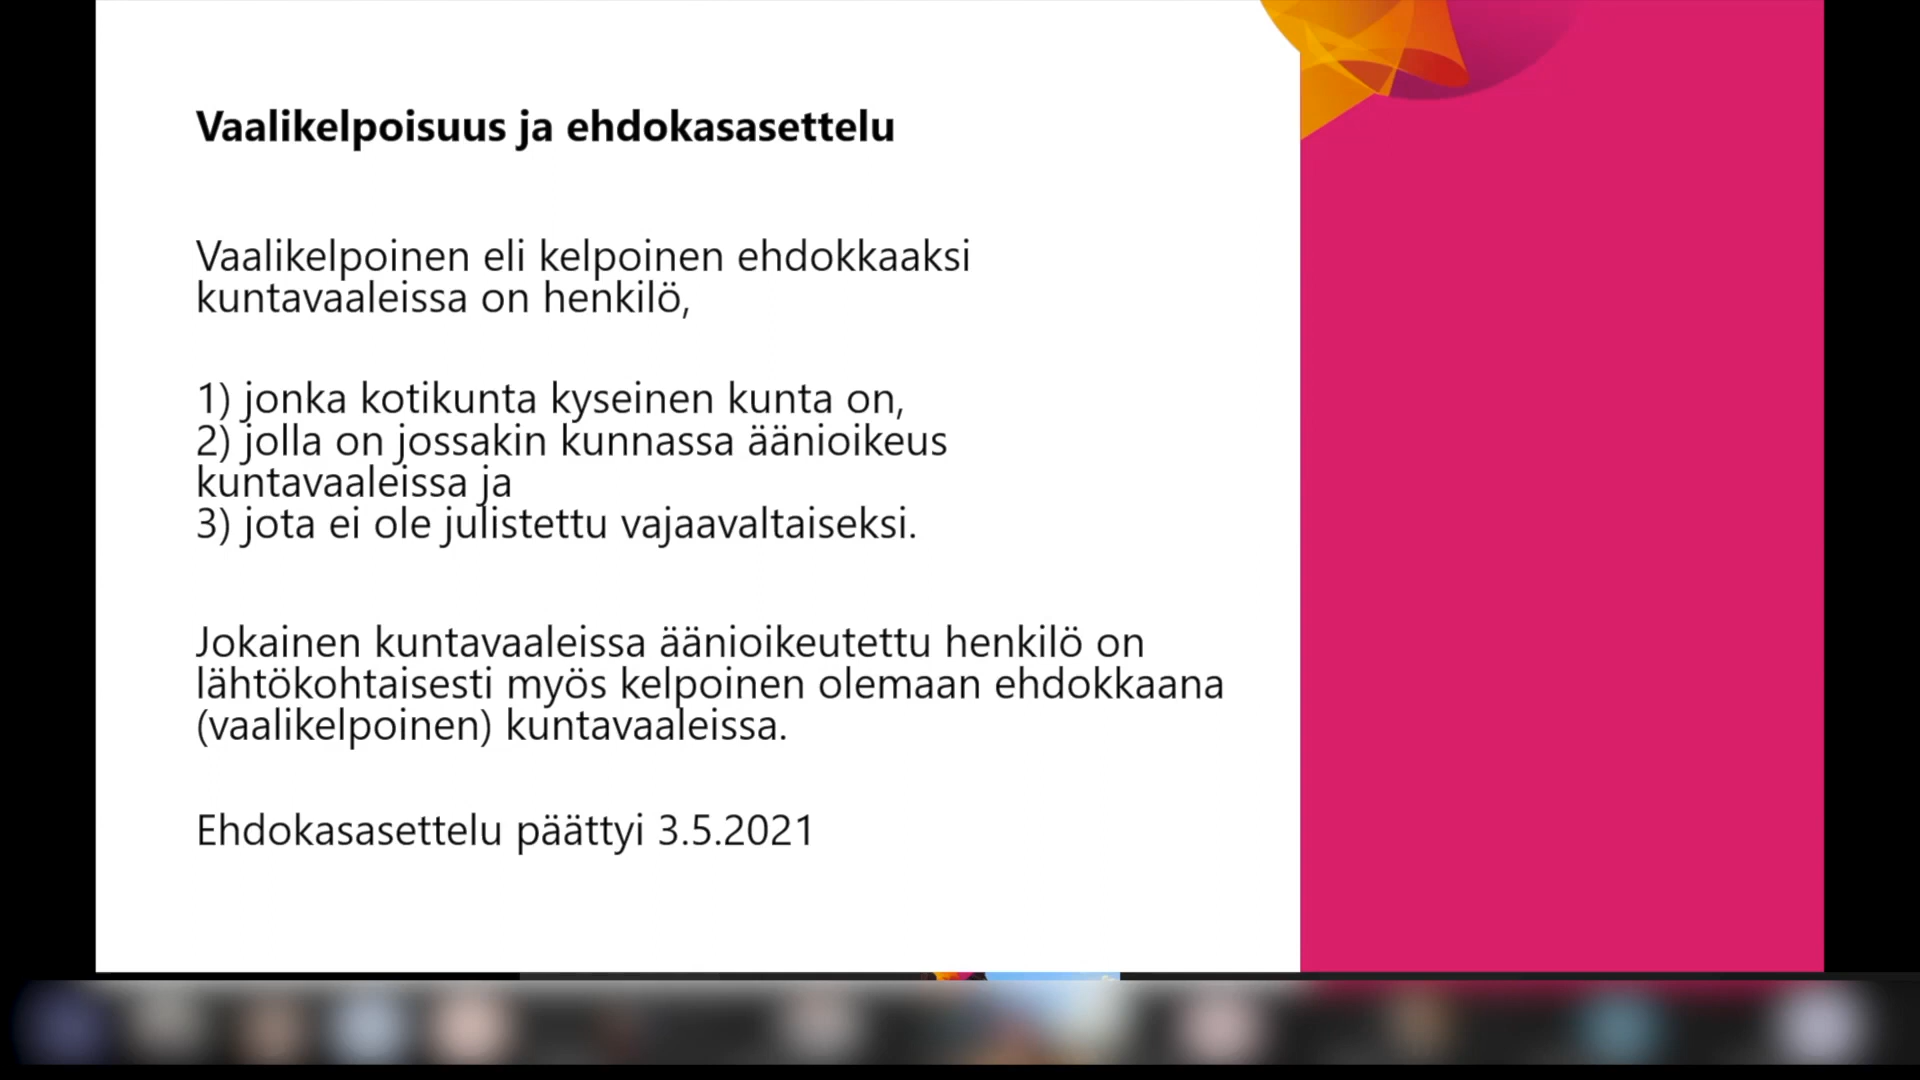 Vaalikelpoisuus ja ehdokasasettelu
Vaalikelpoinen eli kelpoinen ehdokkaaksi
kuntavaaleissa on henkilö,
1) jonka kotikunta kyseinen kunta on,
2) jolla on jossakin kunnassa äänioikeus
kuntavaaleissa ja
3) jota ei ole julistettu vajaavaltaiseksi.
Jokainen kuntavaaleissa äänioikeutettu henkilö on
lähtökohtaisesti myös kelpoinen olemaan ehdokkaana
(vaalikelpoinen) kuntavaaleissa.
Ehdokasasettelu päättyi 3.5.2021